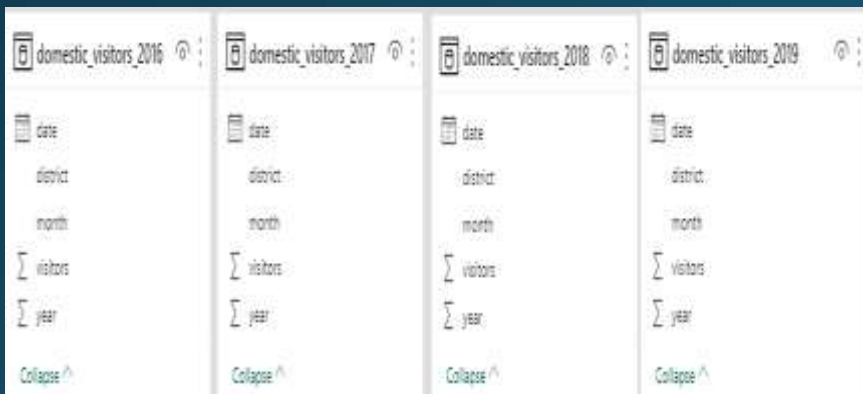 domestic_visitors_2016
date
district
month
visitors
year
Collapse
domestic_visitors_2017
date
district
month
visitors
year
Collapse
domestic_visitors_2018
date
district
month
visitors
year
Collapse
domestic_visitors_2019
date
district
month
visitors
year
Collapse